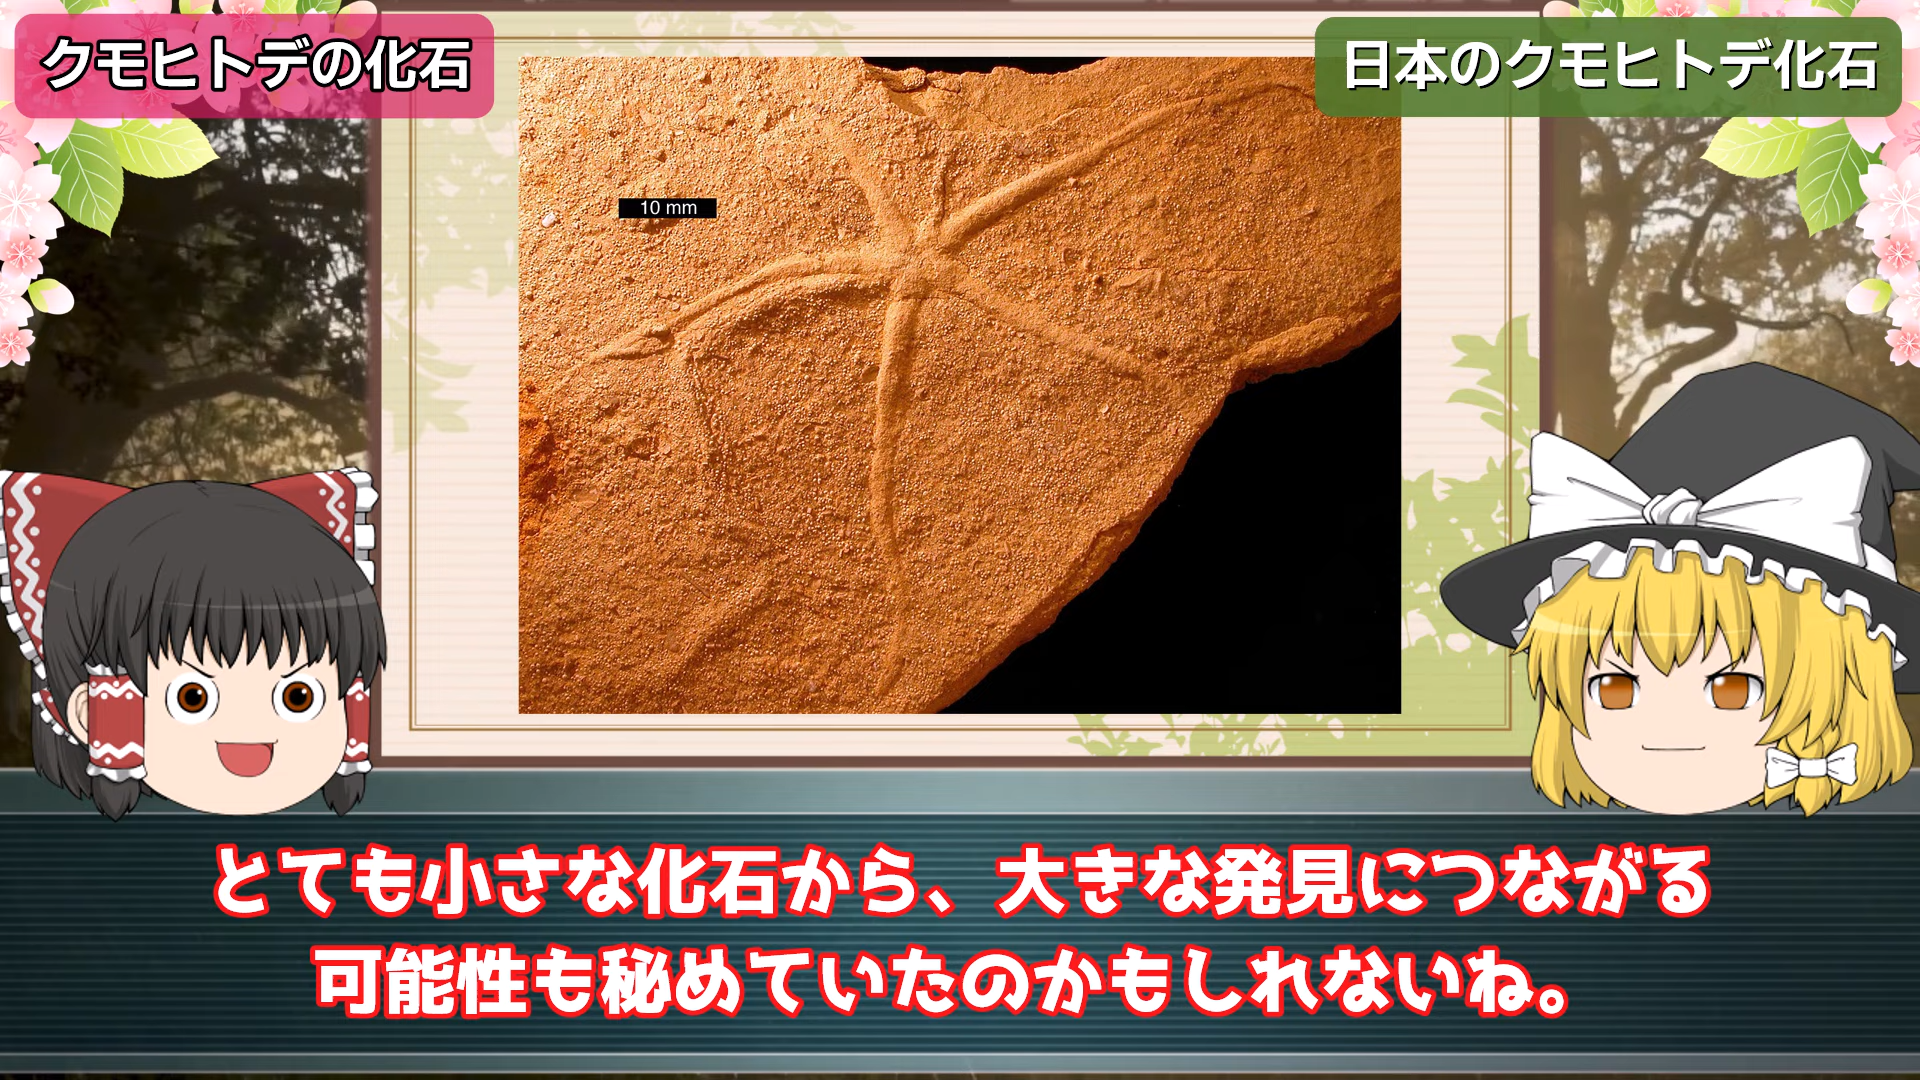 クモヒトデの化石
日本のクモヒトデ化石
10 mm
とても小さな化石から、大きな発見につながる
可能性も秘めていたのかもしれないね。